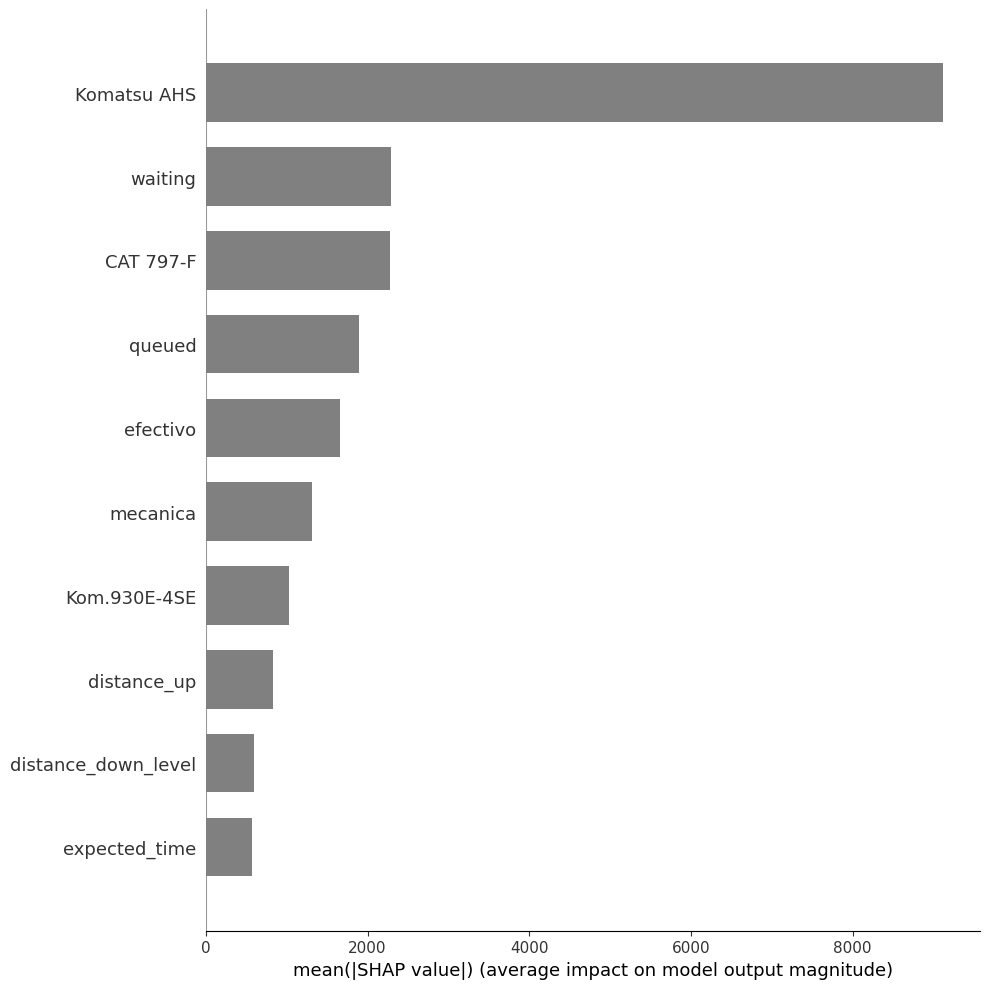 Komatsu AHS
waiting
CAT 797-F
queued
efectivo
mecanica
Kom.930E-4SE
distance_up
distance_down_level
expected_time
0 2000 4000 6000 8000
mean(|SHAP value|) (average impact on model output magnitude)